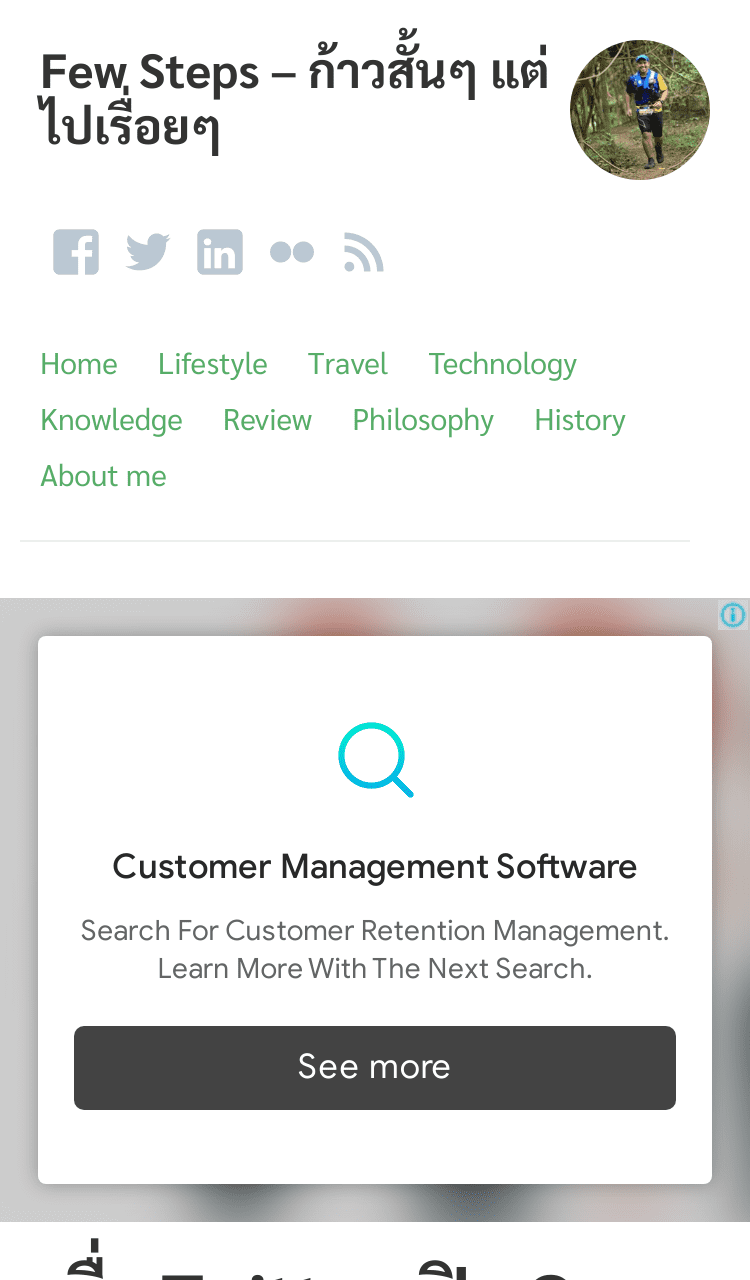 Few Steps – ก้าวสั้นๆ แต่
ไปเรื่อยๆ
Home Lifestyle Travel Technology
Knowledge Review Philosophy History
About me
Customer Management Software
Search For Customer Retention Management.
Learn More With The Next Search.
See more